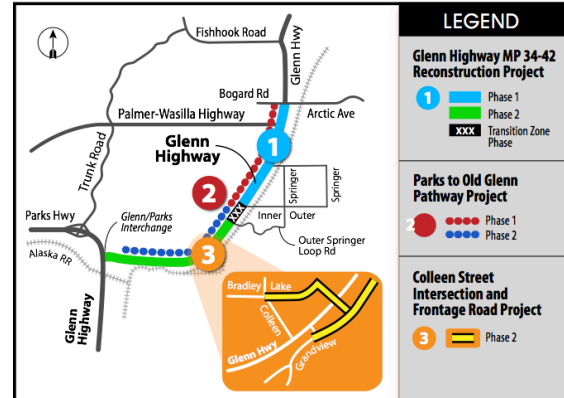 Fishhook Road
Glenn Hwy
Bogard Rd
Arctic Ave
Palmer-Wasilla Highway
Glenn
Highway
1
Trunk Road
2
Springer
Springer
XXX
Inner
Outer
Parks Hwy
Glenn/Parks
Interchange
Outer Springer
Loop Rd
3
Alaska RR
Glenn
Highway
Bradley
Lake
Colleen
Glenn Hwy
Grandview
LEGEND
Glenn Highway MP 34-42
Reconstruction Project
1
Phase 1
Phase 2
XXX
Transition Zone
Phase
Parks to Old Glenn
Pathway Project
2
Phase 1
Phase 2
Colleen Street
Intersection and
Frontage Road Project
3
Phase 2